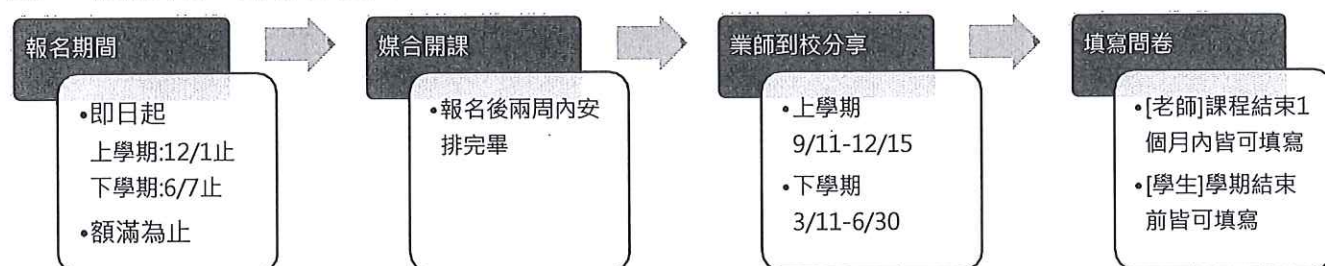 報名期間
•即日起
上學期:12/1止
下學期:6/7止
•額滿為止
媒合開課
•報名後兩周內安
排完畢
業師到校分享
•上學期
9/11-12/15
•下學期
3/11-6/30
填寫問卷
•[老師]課程結束1
個月內皆可填寫
•[學生]學期結束
前皆可填寫